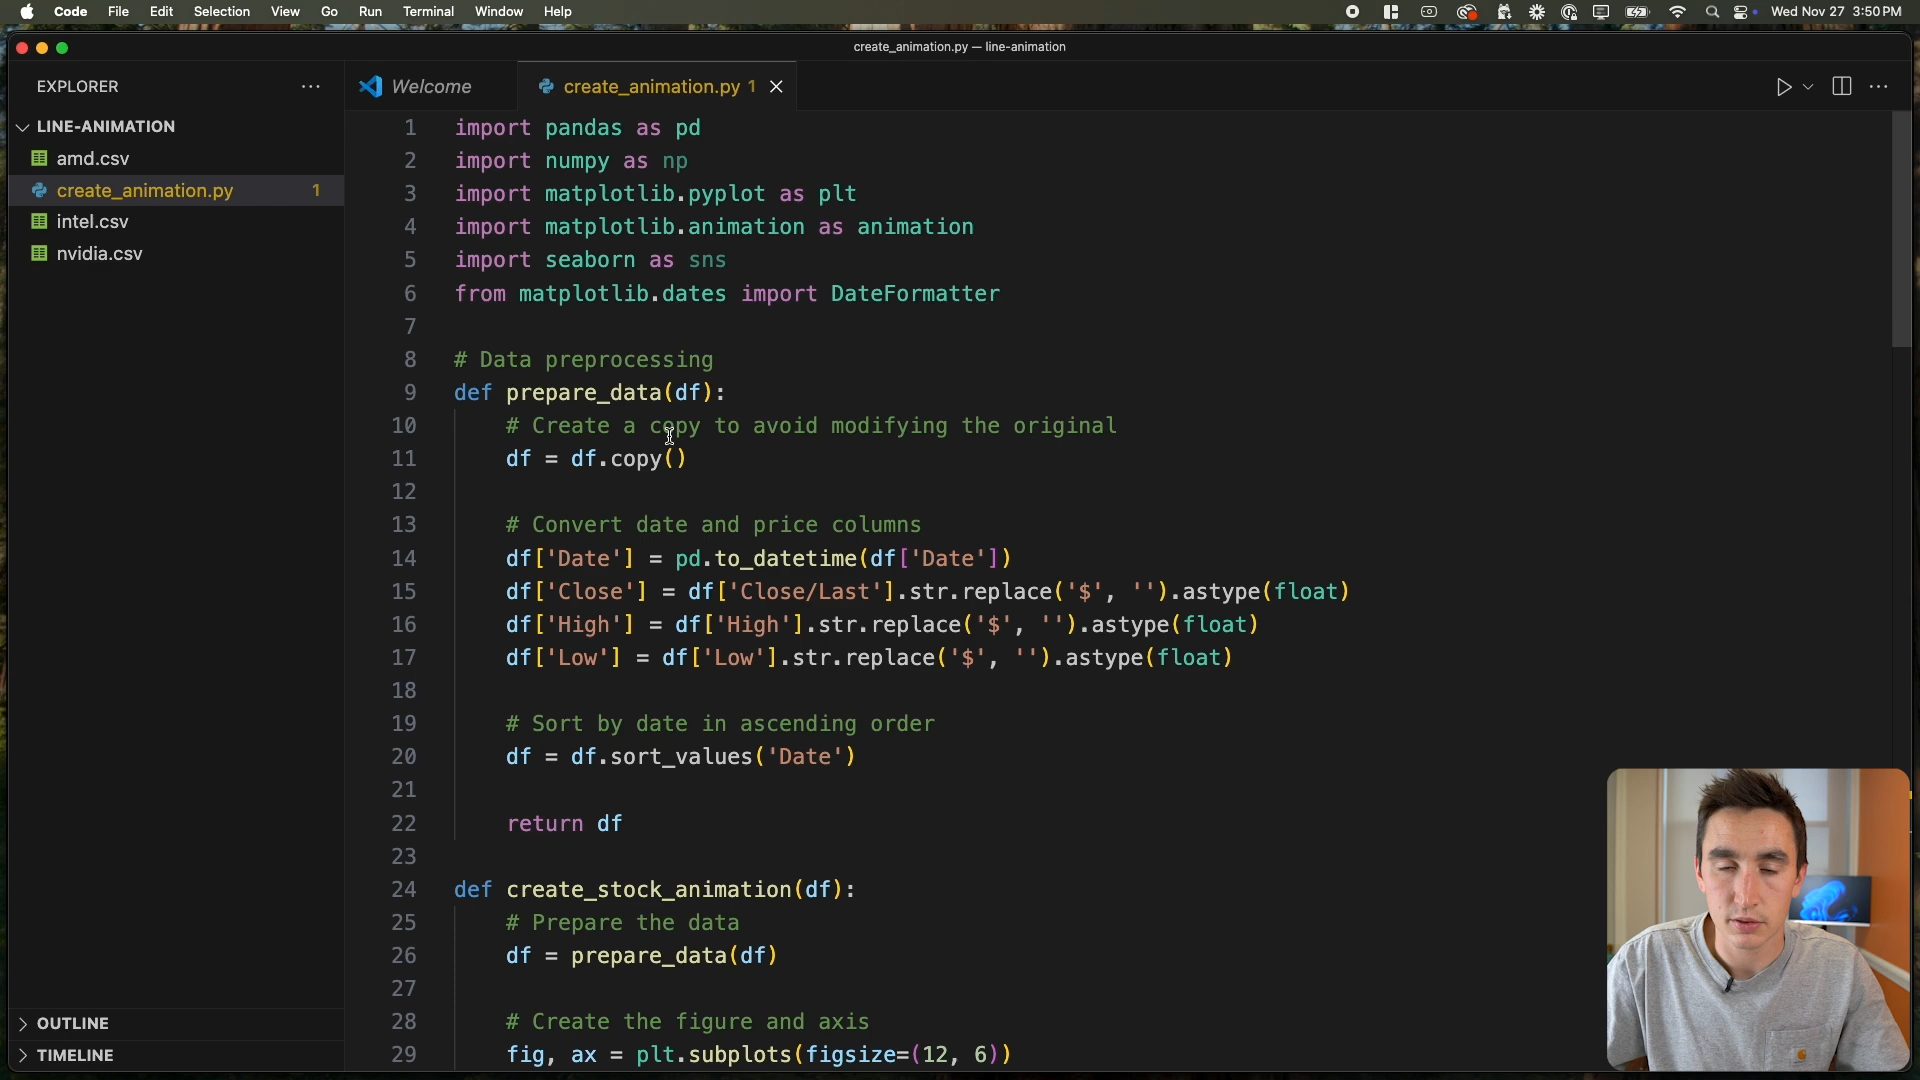 Code File Edit Selection View Go Run Terminal Window Help Wed Nov 27 3:50 PM
create_animation.py — line-animation
EXPLORER
Welcome
create_animation.py 1
LINE-ANIMATION
amd.csv
create_animation.py 1
intel.csv
nvidia.csv
OUTLINE
TIMELINE
1 import pandas as pd
2 import numpy as np
3 import matplotlib.pyplot as plt
4 import matplotlib.animation as animation
5 import seaborn as sns
6 from matplotlib.dates import DateFormatter
7
8 # Data preprocessing
9 def prepare_data(df):
10 # Create a copy to avoid modifying the original
11 df = df.copy()
12
13 # Convert date and price columns
14 df['Date'] = pd.to_datetime(df['Date'])
15 df['Close'] = df['Close/Last'].str.replace('$', '').astype(float)
16 df['High'] = df['High'].str.replace('$', '').astype(float)
17 df['Low'] = df['Low'].str.replace('$', '').astype(float)
18
19 # Sort by date in ascending order
20 df = df.sort_values('Date')
21
22 return df
23
24 def create_stock_animation(df):
25 # Prepare the data
26 df = prepare_data(df)
27
28 # Create the figure and axis
29 fig, ax = plt.subplots(figsize=(12, 6))